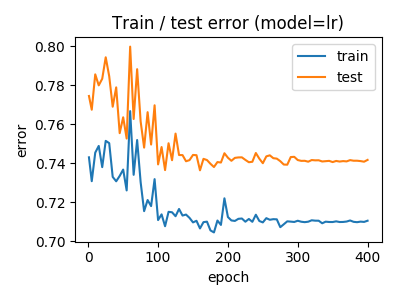 Train / test error (model=lr)
error
0.80
0.78
0.76
0.74
0.72
0.70
train
test
0
100
200
300
400
epoch